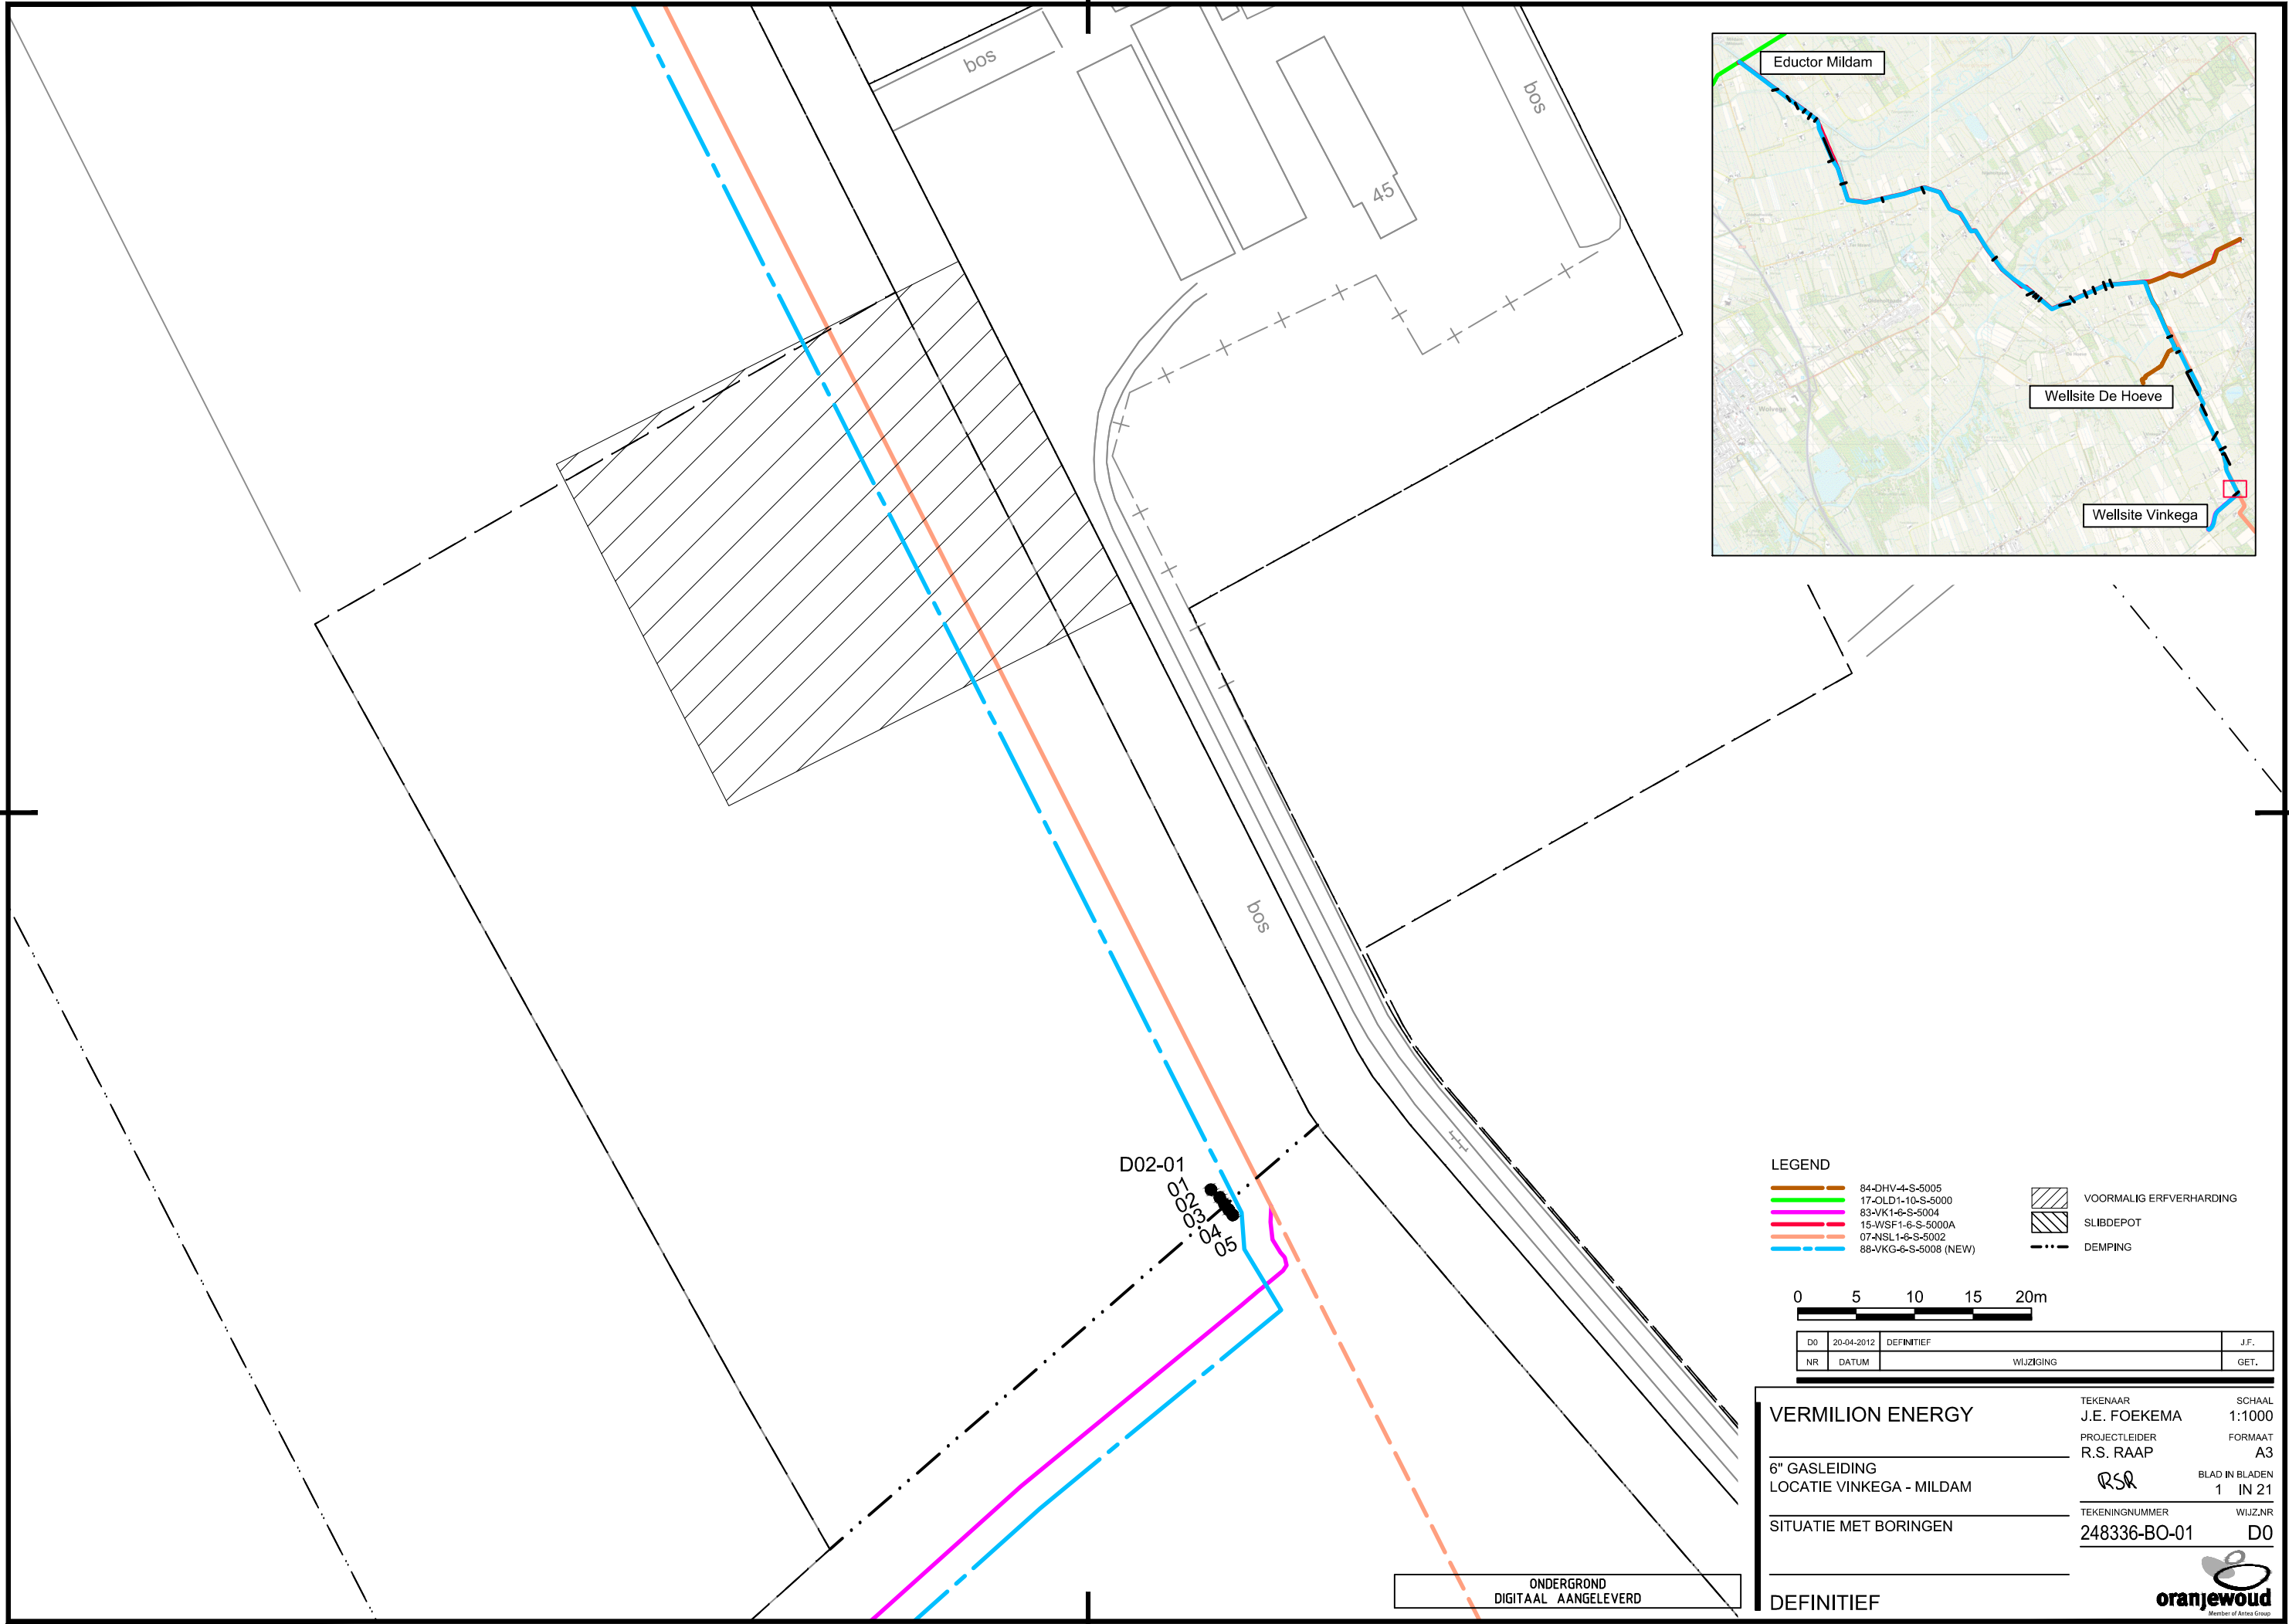 bos
bos
45
bos
Eductor Mildam
Wellsite De Hoeve
Wellsite Vinkega
D02-01
01
02
03
04
05
LEGEND
84-DHV-4-S-5005
17-OLD1-10-S-5000
83-VK1-6-S-5004
15-WSF1-6-S-5000A
07-NSL1-6-S-5002
88-VKG-6-S-5008 (NEW)
VOORMALIG ERFVERHARDING
SLIBDEPOT
DEMPING
0 5 10 15 20m
D0 20-04-2012 DEFINITIEF J.F.
NR DATUM WIJZIGING GET.
VERMILION ENERGY
6" GASLEIDING
LOCATIE VINKEGA - MILDAM
SITUATIE MET BORINGEN
DEFINITIEF
TEKENAAR SCHAAL
J.E. FOEKEMA 1:1000
PROJECTLEIDER FORMAAT
R.S. RAAP A3
RSR BLAD IN BLADEN
1 IN 21
TEKENINGNUMMER WIJZ.NR
248336-BO-01 D0
oranjewoud
Member of Antea Group
ONDERGROND
DIGITAAL AANGELEVERD